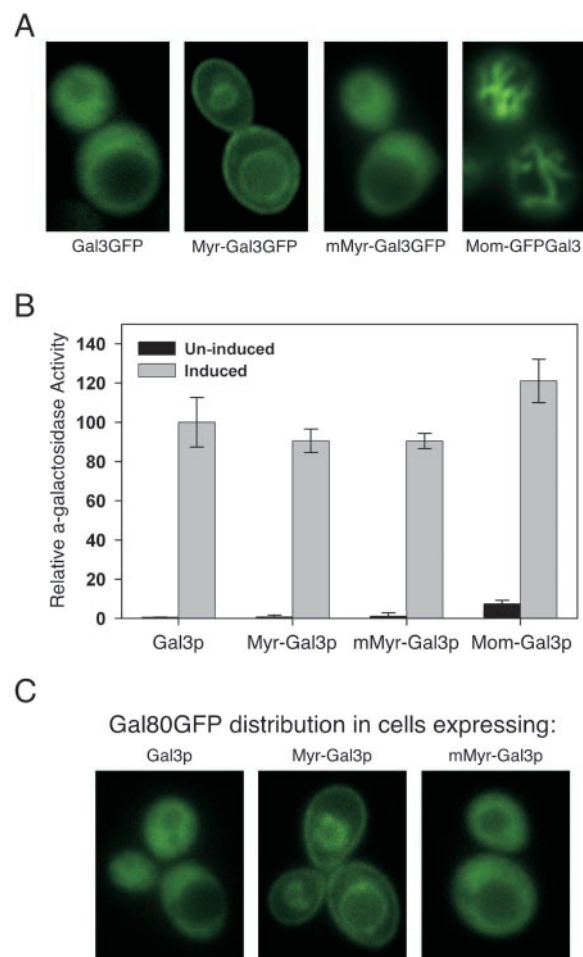 A
Gal3GFP Myr-Gal3GFP mMyr-Gal3GFP Mom-GFPGal3
B
Relative a-galactosidase Activity
140
120
100
80
60
40
20
0
Un-induced
Induced
Gal3p Myr-Gal3p mMyr-Gal3p Mom-Gal3p
C
Gal80GFP distribution in cells expressing:
Gal3p Myr-Gal3p mMyr-Gal3p